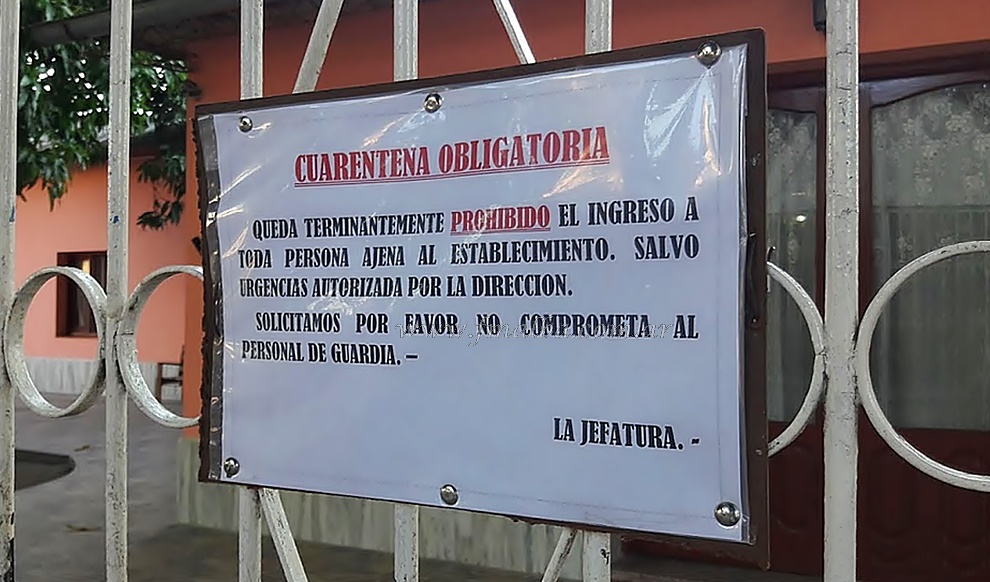 CUARENTENA OBLIGATORIA
QUEDA TERMINANTEMENTE PROHIBIDO EL INGRESO A
TODA PERSONA AJENA AL ESTABLECIMIENTO. SALVO
URGENCIAS AUTORIZADA POR LA DIRECCION.
SOLICITAMOS POR FAVOR NO COMPROMETA AL
PERSONAL DE GUARDIA. –
LA JEFATURA. -